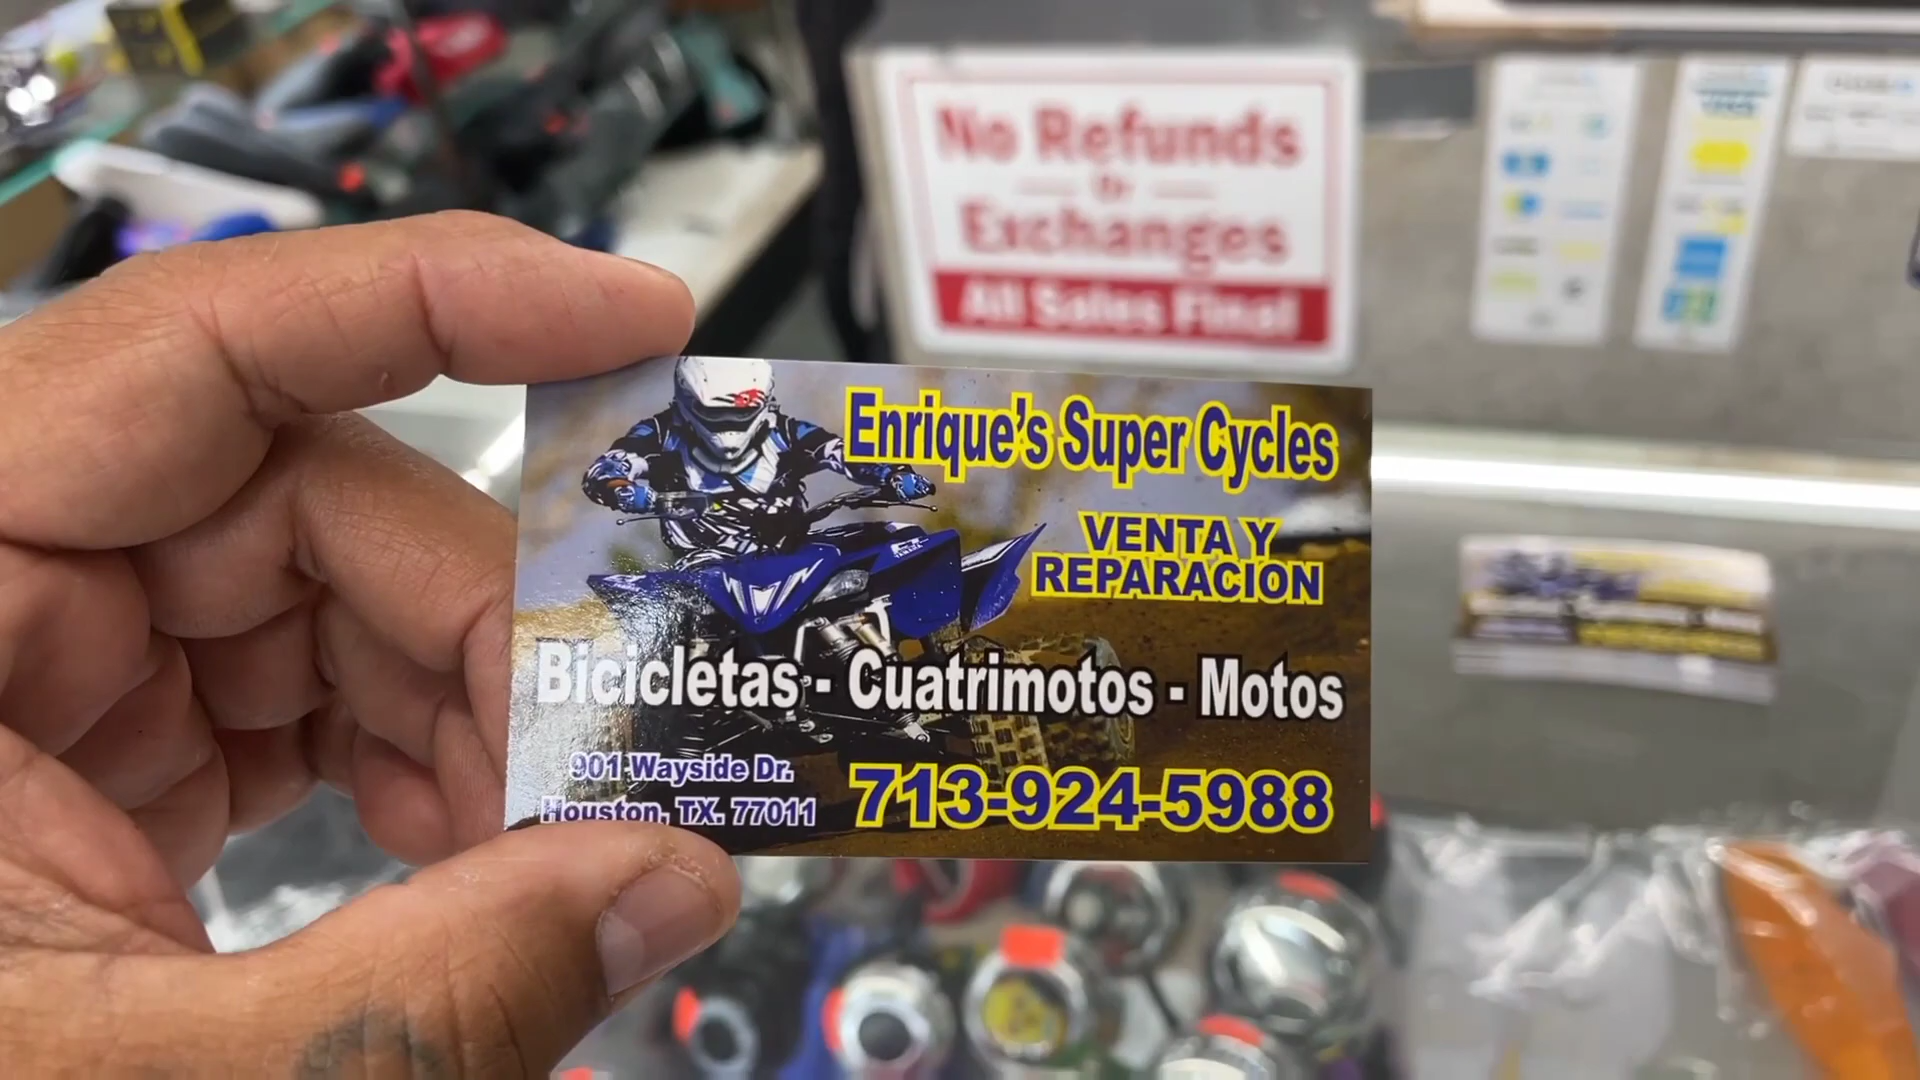 No Refunds
Or
Exchanges
All Sales Final
Enrique's Super Cycles
VENTA Y
REPARACION
Bicicletas - Cuatrimotos - Motos
901 Wayside Dr.
Houston, TX. 77011
713-924-5988